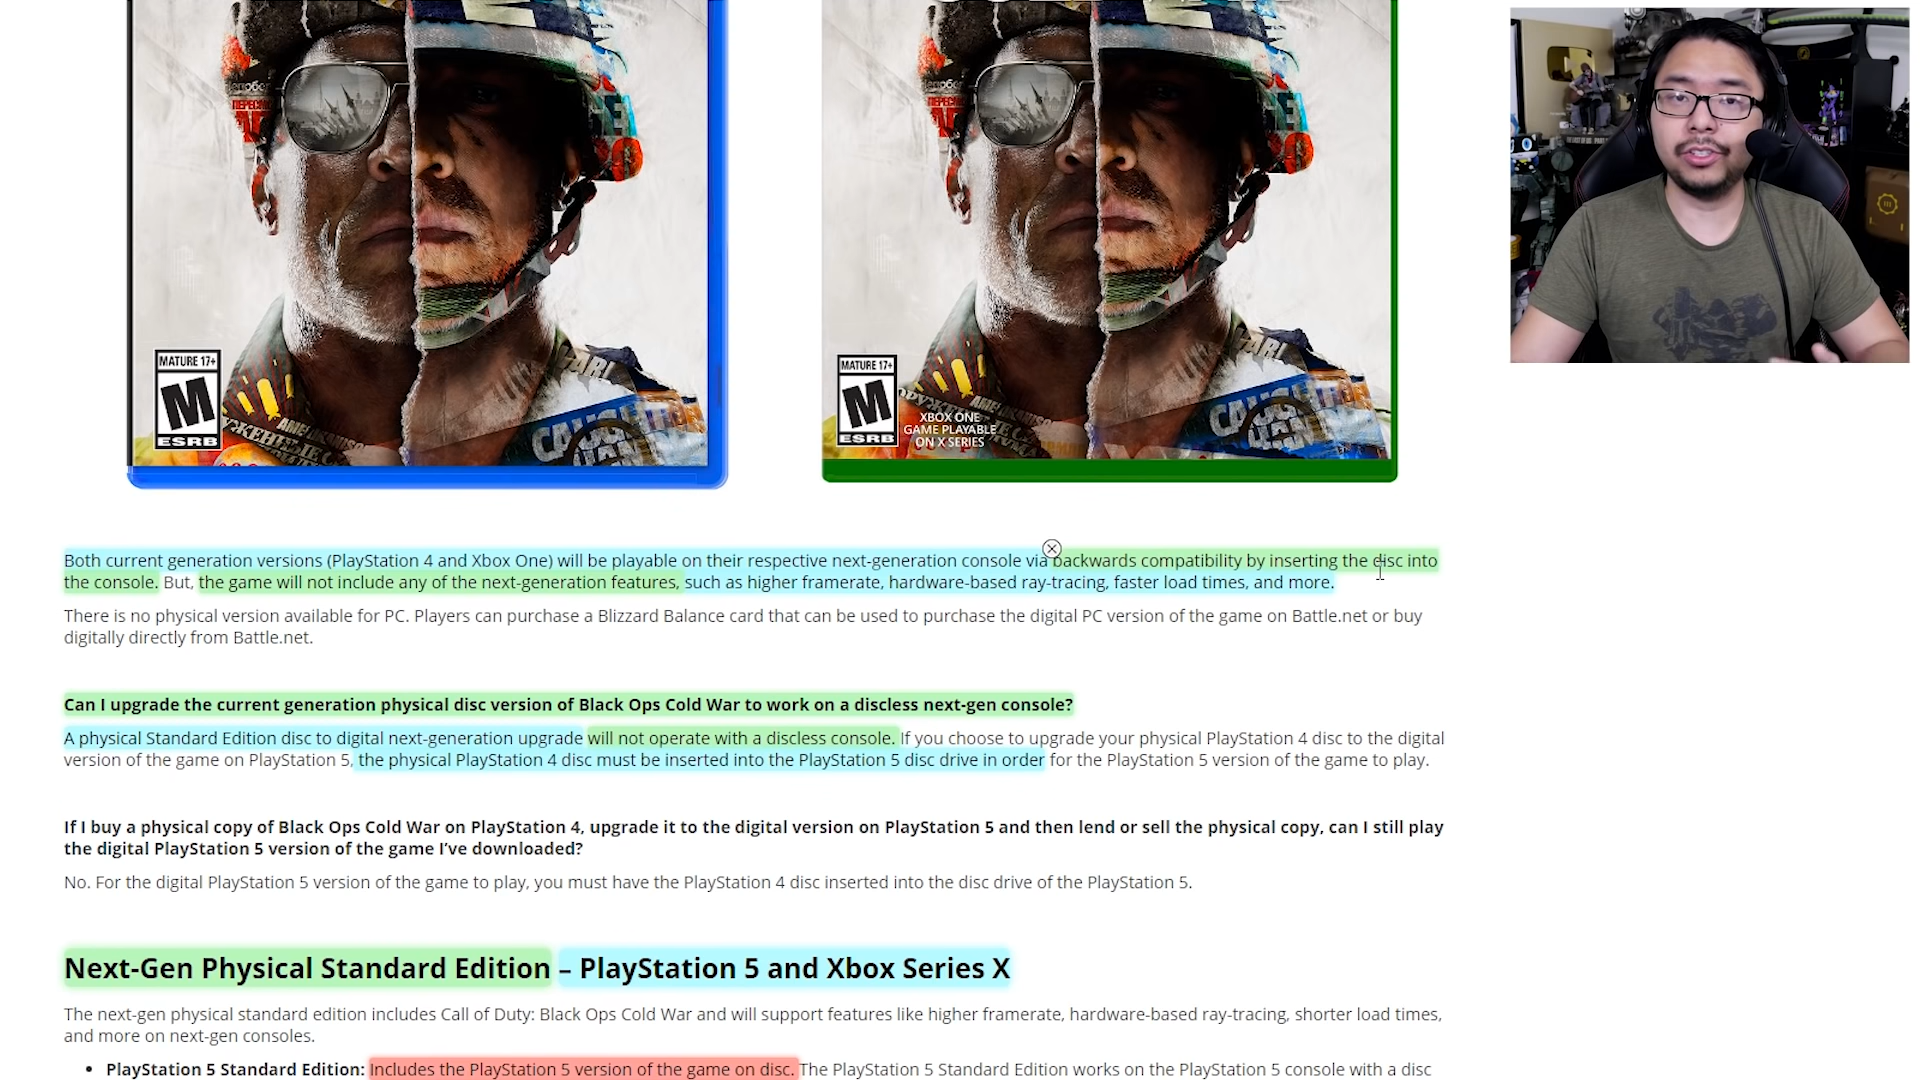 MATURE 17+
M
ESRB
CAUGHT
MATURE 17+
M
ESRB
XBOX ONE
GAME PLAYABLE
ON X SERIES
Both current generation versions (PlayStation 4 and Xbox One) will be playable on their respective next-generation console via backwards compatibility by inserting the disc into
the console. But, the game will not include any of the next-generation features, such as higher framerate, hardware-based ray-tracing, faster load times, and more.
There is no physical version available for PC. Players can purchase a Blizzard Balance card that can be used to purchase the digital PC version of the game on Battle.net or buy
digitally directly from Battle.net.
Can I upgrade the current generation physical disc version of Black Ops Cold War to work on a discless next-gen console?
A physical Standard Edition disc to digital next-generation upgrade will not operate with a discless console. If you choose to upgrade your physical PlayStation 4 disc to the digital
version of the game on PlayStation 5, the physical PlayStation 4 disc must be inserted into the PlayStation 5 disc drive in order for the PlayStation 5 version of the game to play.
If I buy a physical copy of Black Ops Cold War on PlayStation 4, upgrade it to the digital version on PlayStation 5 and then lend or sell the physical copy, can I still play
the digital PlayStation 5 version of the game I’ve downloaded?
No. For the digital PlayStation 5 version of the game to play, you must have the PlayStation 4 disc inserted into the disc drive of the PlayStation 5.
Next-Gen Physical Standard Edition – PlayStation 5 and Xbox Series X
The next-gen physical standard edition includes Call of Duty: Black Ops Cold War and will support features like higher framerate, hardware-based ray-tracing, shorter load times,
and more on next-gen consoles.
• PlayStation 5 Standard Edition: Includes the PlayStation 5 version of the game on disc. The PlayStation 5 Standard Edition works on the PlayStation 5 console with a disc